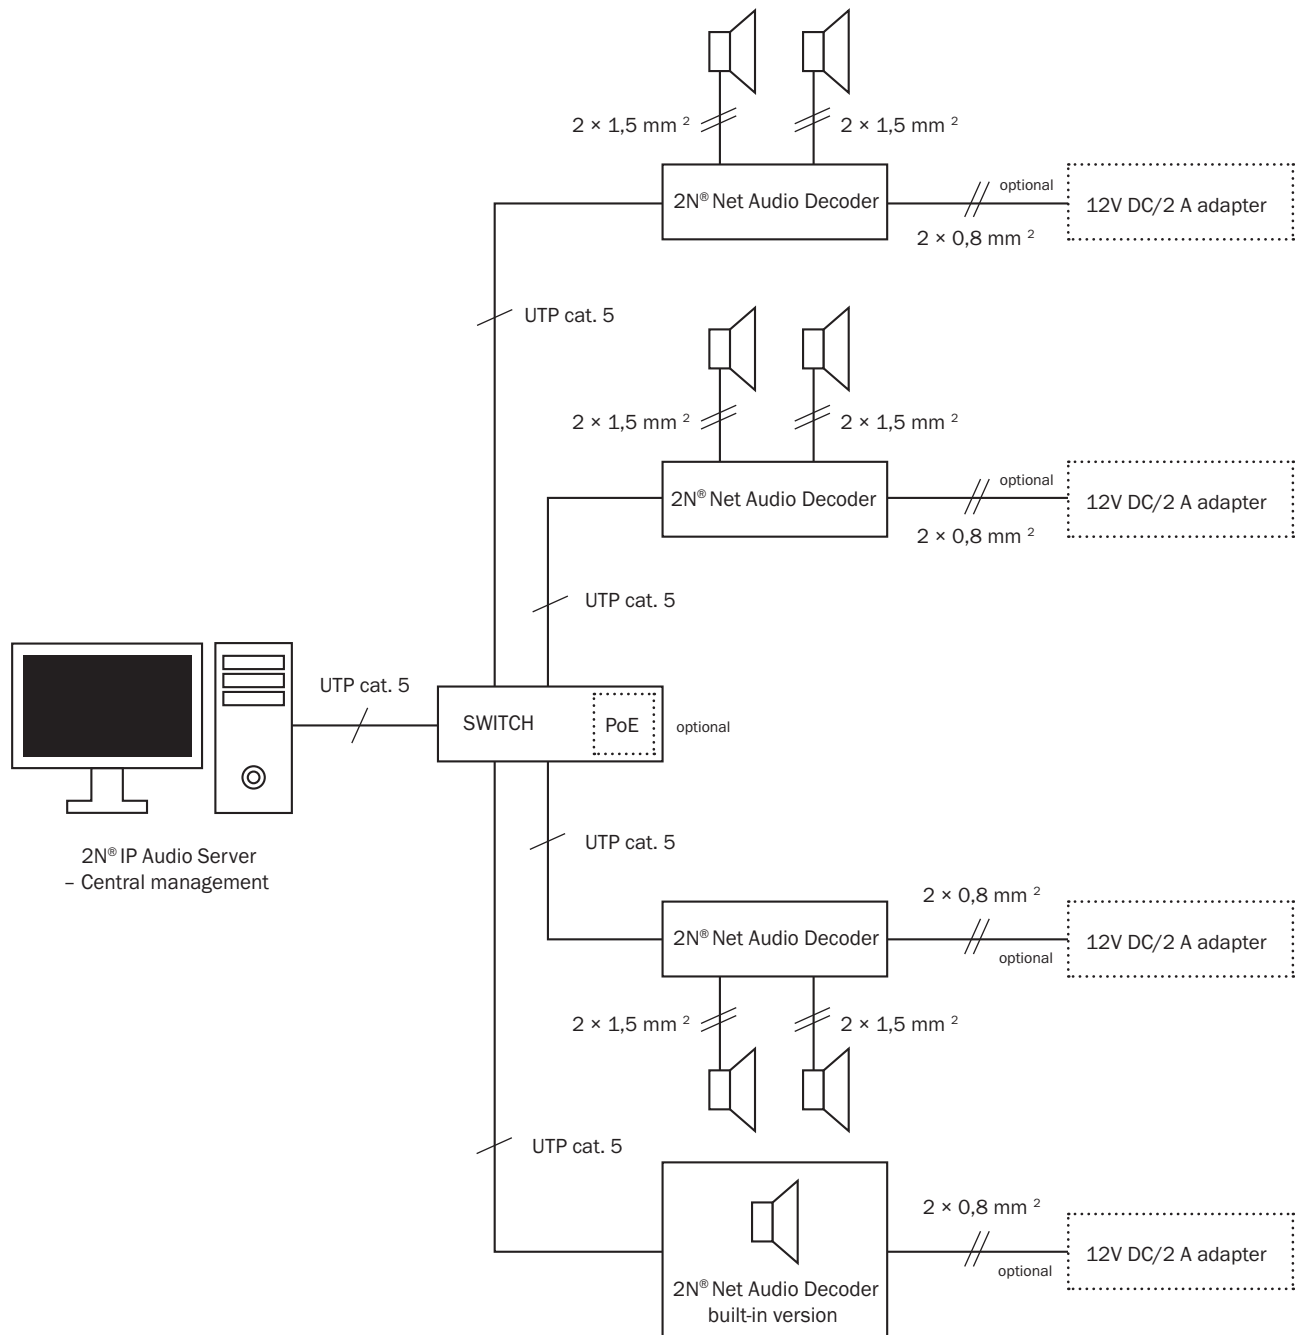 2 × 1,5 mm ²
2 × 1,5 mm ²
2N® Net Audio Decoder
optional
2 × 0,8 mm ²
12V DC/2 A adapter
UTP cat. 5
2 × 1,5 mm ²
2 × 1,5 mm ²
2N® Net Audio Decoder
optional
2 × 0,8 mm ²
12V DC/2 A adapter
UTP cat. 5
UTP cat. 5
SWITCH
PoE
optional
2N® IP Audio Server
– Central management
UTP cat. 5
2N® Net Audio Decoder
2 × 0,8 mm ²
optional
12V DC/2 A adapter
2 × 1,5 mm ²
2 × 1,5 mm ²
UTP cat. 5
2N® Net Audio Decoder
built-in version
2 × 0,8 mm ²
optional
12V DC/2 A adapter